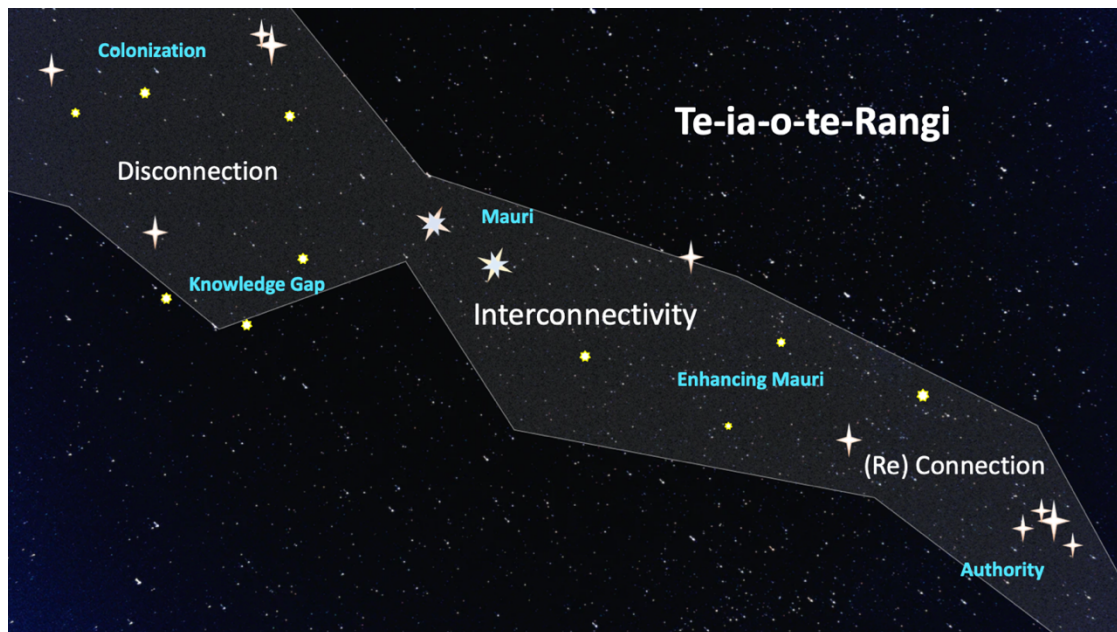 Colonization
Te-ia-o-te-Rangi
Disconnection
Mauri
Knowledge Gap
Interconnectivity
Enhancing Mauri
(Re) Connection
Authority